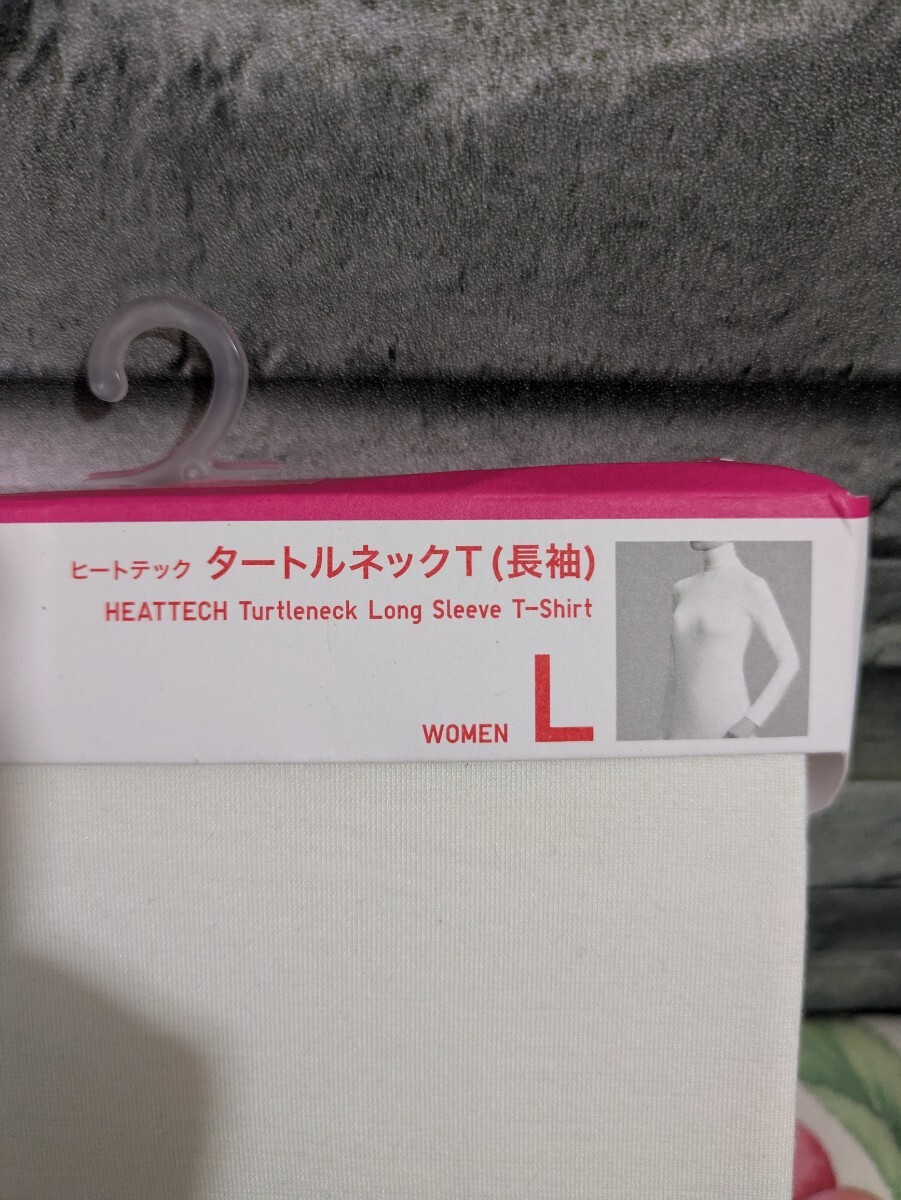 ヒートテック タートルネックT(長袖)
HEATTECH Turtleneck Long Sleeve T-Shirt
WOMEN L